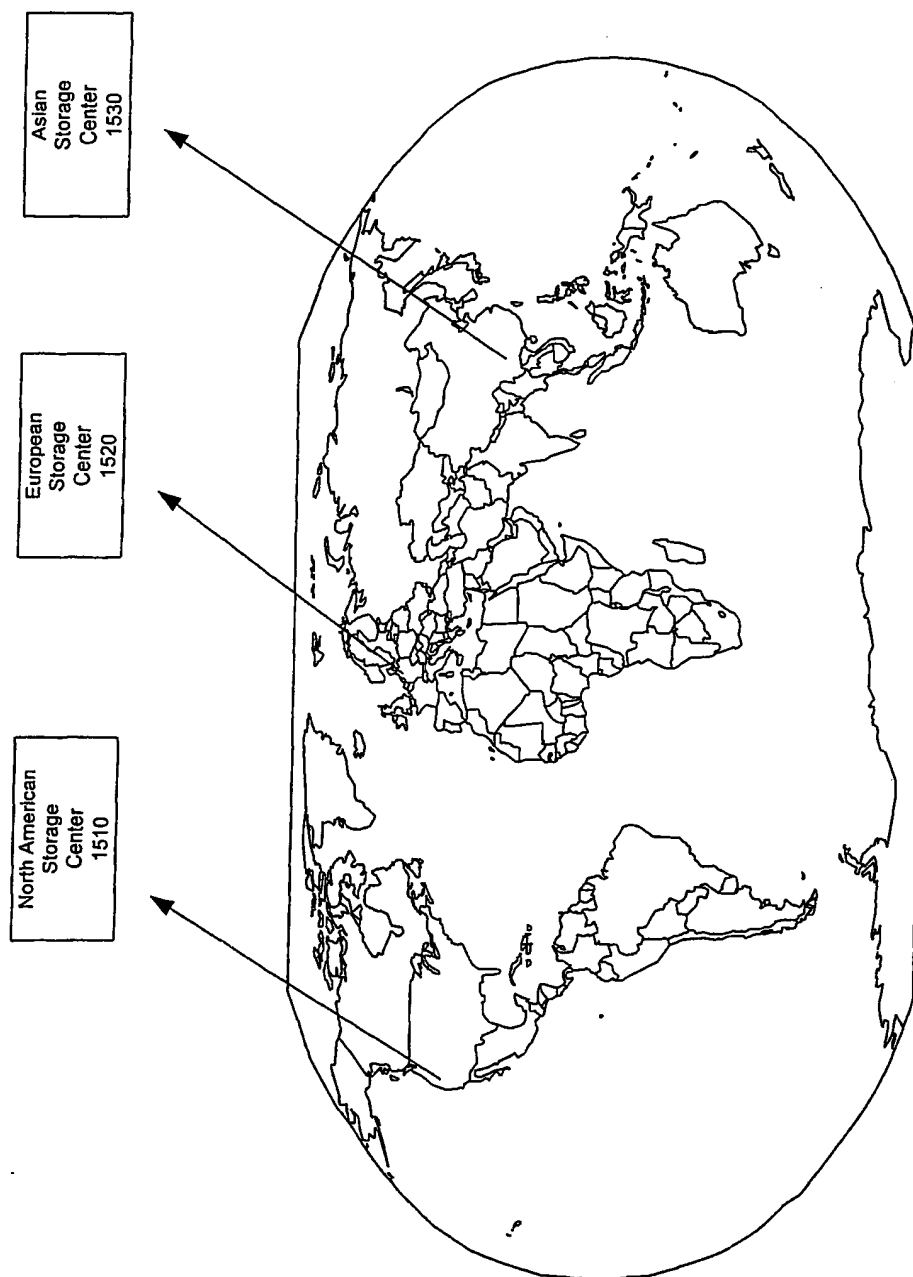 North American
Storage
Center
1510
European
Storage
Center
1520
Asian
Storage
Center
1530